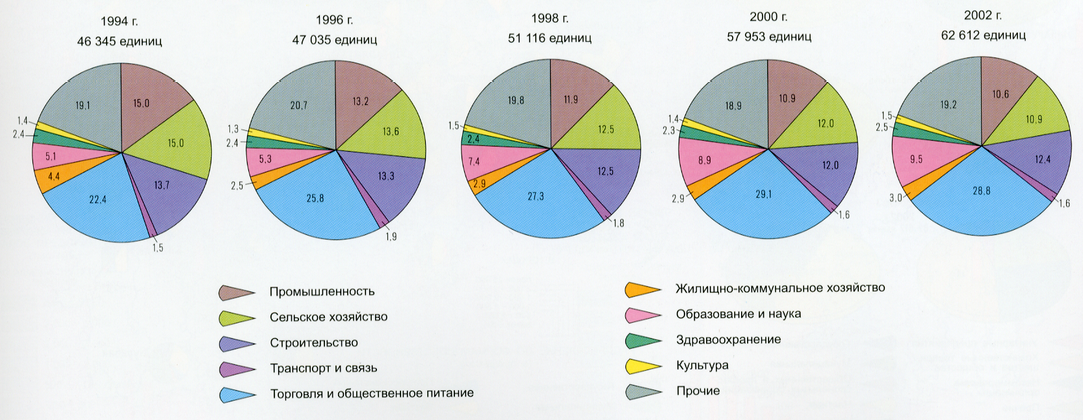 1994 г.
46 345 единиц
1996 г.
47 035 единиц
1998 г.
51 116 единиц
2000 г.
57 953 единиц
2002 г.
62 612 единиц
15.0
15.0
13,7
1,5
22,4
4.4
5,1
2.4
1,4
19.1
13.2
13.6
13.3
1,9
25.8
2.5
5.3
2.4
1.3
20,7
11.9
12.5
12,5
1.8
27.3
2.9
7.4
2.4
1.5
19.8
10.9
12.0
12,0
1.6
29.1
2.9
8.9
2.3
1.4
18.9
10.6
10.9
12.4
1.6
28.8
3.0
9.5
2.5
1.5
19.2
Промышленность
Сельское хозяйство
Строительство
Транспорт и связь
Торговля и общественное питание
Жилищно-коммунальное хозяйство
Образование и наука
Здравоохранение
Культура
Прочие